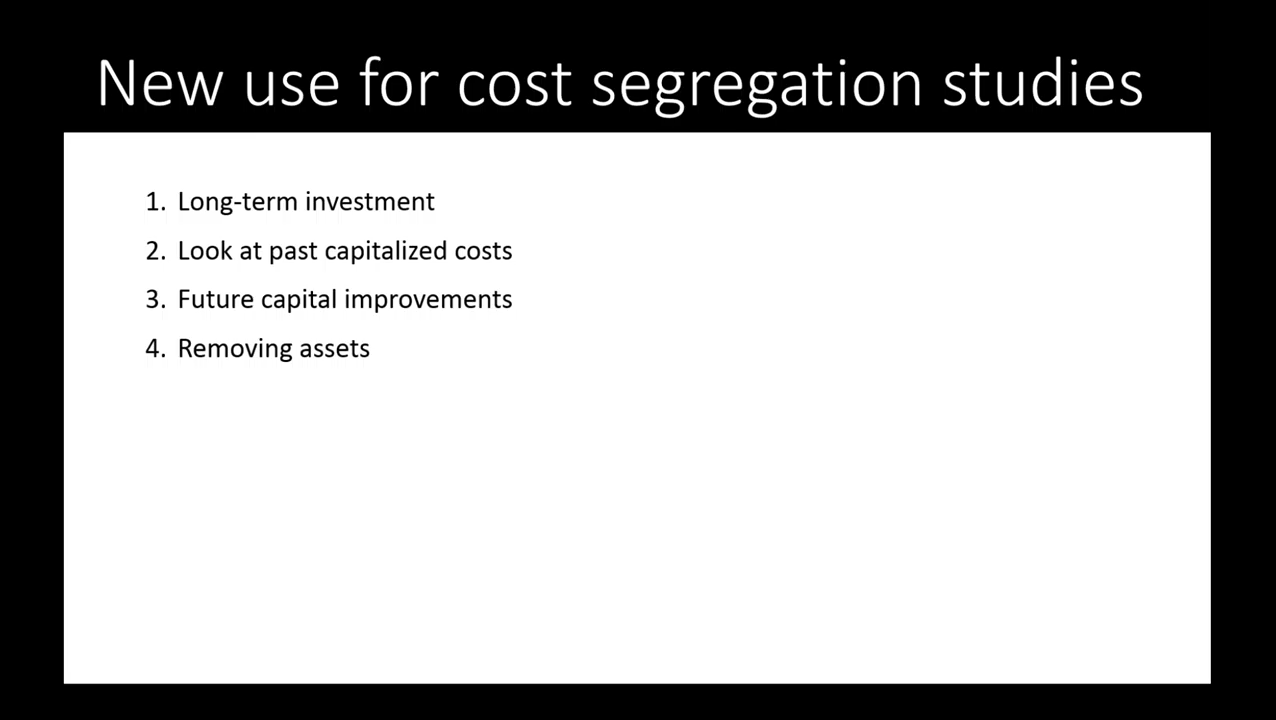 New use for cost segregation studies
1. Long-term investment
2. Look at past capitalized costs
3. Future capital improvements
4. Removing assets